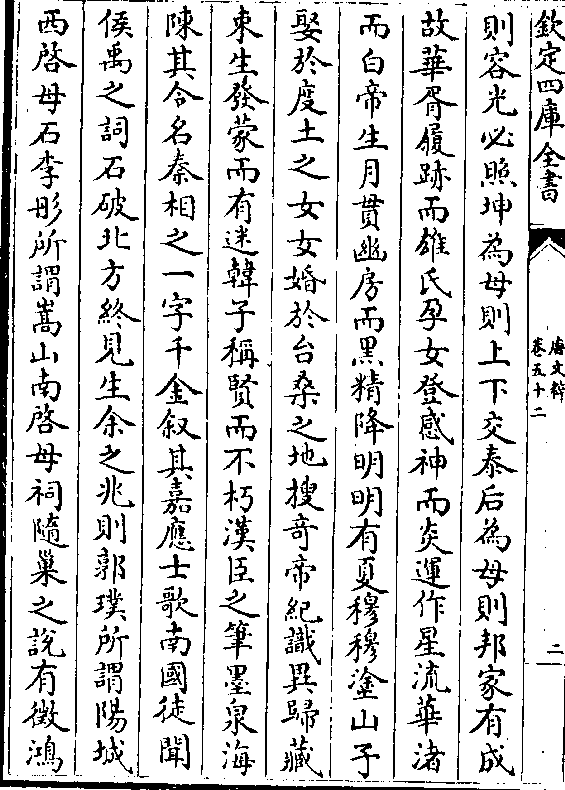 欽定四庫全書
唐文粹
卷五十二
二
則容光必照坤為母則上下交泰后為母則邦家有成
故華胥履跡而雄氏孕女登感神而炎運作星流華渚
而白帝生月貫幽房而黑精降明明有夏穆穆塗山子
娶於度土之女女婚於台桑之地搜奇帝紀識異歸藏
東生發蒙而有迷韓子稱賢而不朽漢臣之筆墨泉海
陳其令名秦相之一字千金叙其嘉應士歌南國徒聞
侯禹之詞石破北方終見生余之兆則郭璞所謂陽城
西啓母石李彤所謂嵩山南啓母祠隨巢之說有徵鴻